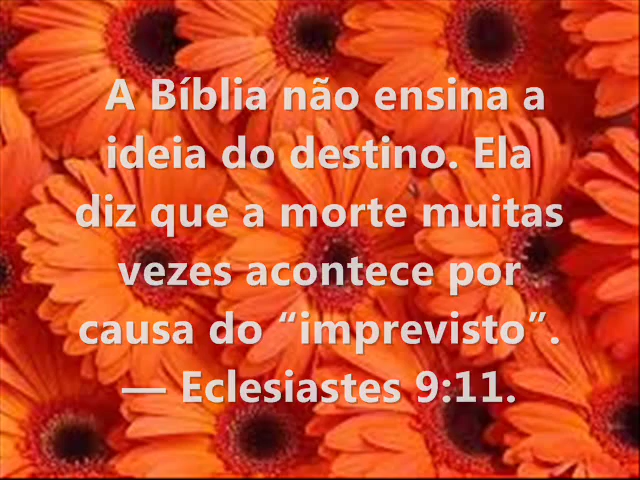 A Bíblia não ensina a
ideia do destino. Ela
diz que a morte muitas
vezes acontece por
causa do “imprevisto”.
— Eclesiastes 9:11.